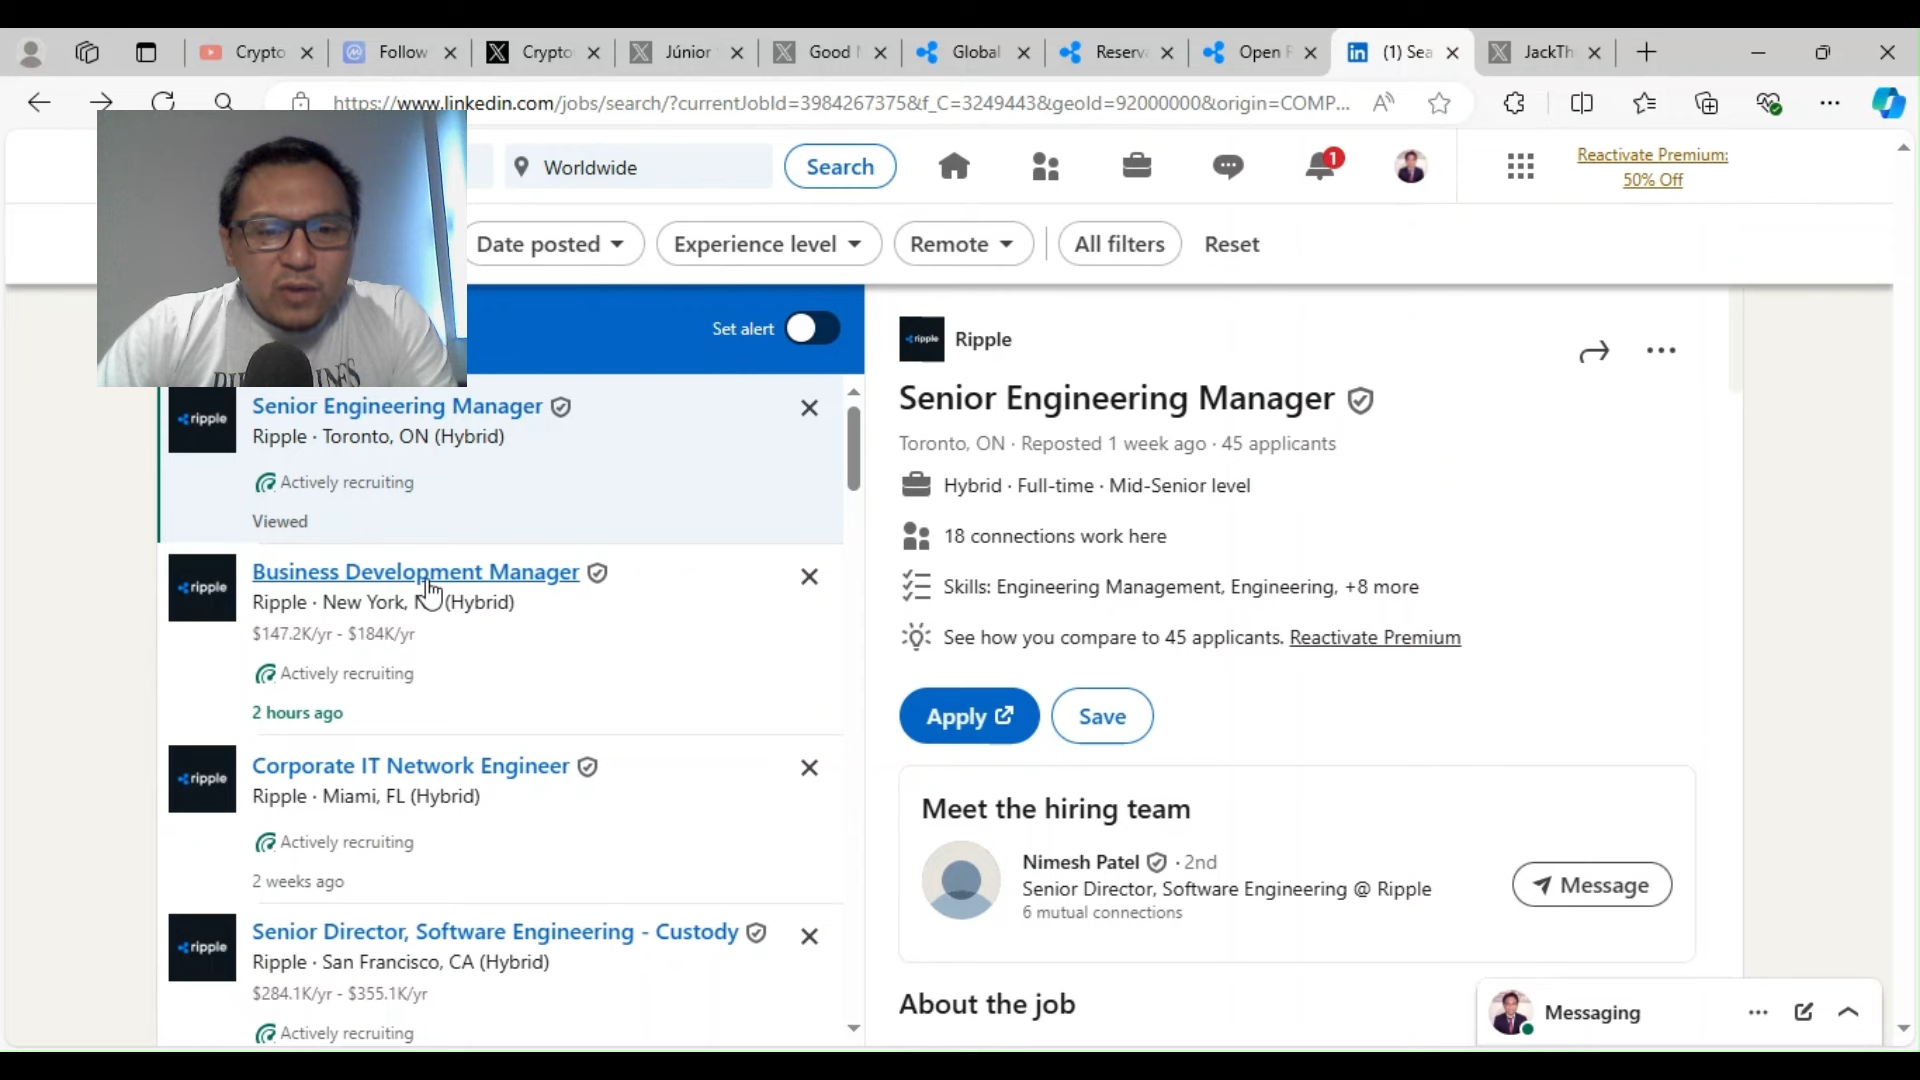 Crypto
Follow
Crypto
Júnior
Good
Global
Reserv
Open
(1) Sea
JackTh
https://www.linkedin.com/jobs/search/?currentJobId=3984267375&f_C=3249443&geoId=92000000&origin=COMP...
Worldwide
Search
1
Reactivate Premium:
50% Off
Date posted
Experience level
Remote
All filters
Reset
Set alert
ripple
Senior Engineering Manager
Ripple · Toronto, ON (Hybrid)
Actively recruiting
Viewed
ripple
Business Development Manager
Ripple · New York, (Hybrid)
$147.2K/yr - $184K/yr
Actively recruiting
2 hours ago
ripple
Corporate IT Network Engineer
Ripple · Miami, FL (Hybrid)
Actively recruiting
2 weeks ago
ripple
Senior Director, Software Engineering - Custody
Ripple · San Francisco, CA (Hybrid)
$284.1K/yr - $355.1K/yr
Actively recruiting
ripple
Ripple
Senior Engineering Manager
Toronto, ON · Reposted 1 week ago · 45 applicants
Hybrid · Full-time · Mid-Senior level
18 connections work here
Skills: Engineering Management, Engineering, +8 more
See how you compare to 45 applicants. Reactivate Premium
Apply
Save
Meet the hiring team
Nimesh Patel · 2nd
Senior Director, Software Engineering @ Ripple
6 mutual connections
Message
About the job
Messaging